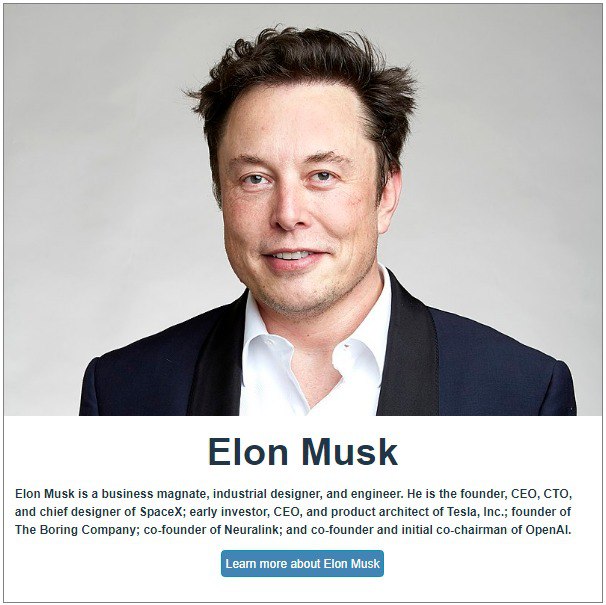 Elon Musk
Elon Musk is a business magnate, industrial designer, and engineer. He is the founder, CEO, CTO,
and chief designer of SpaceX; early investor, CEO, and product architect of Tesla, Inc.; founder of
The Boring Company; co-founder of Neuralink; and co-founder and initial co-chairman of OpenAI.
Learn more about Elon Musk